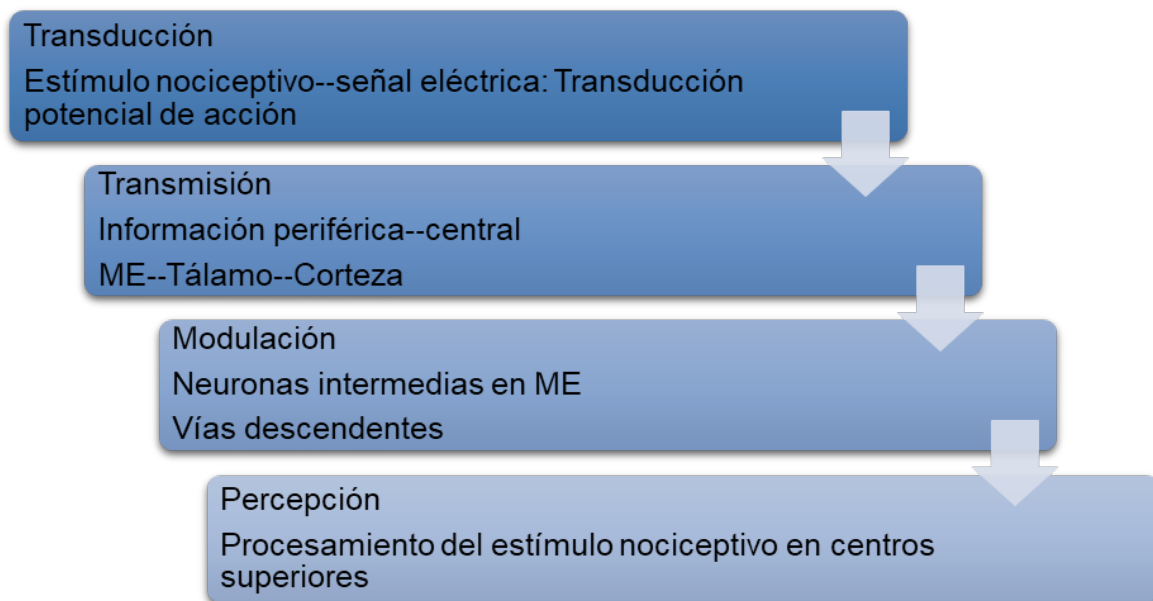 Transducción
Estímulo nociceptivo--señal eléctrica: Transducción
potencial de acción
Transmisión
Información periférica--central
ME--Tálamo--Corteza
Modulación
Neuronas intermedias en ME
Vías descendentes
Percepción
Procesamiento del estímulo nociceptivo en centros
superiores